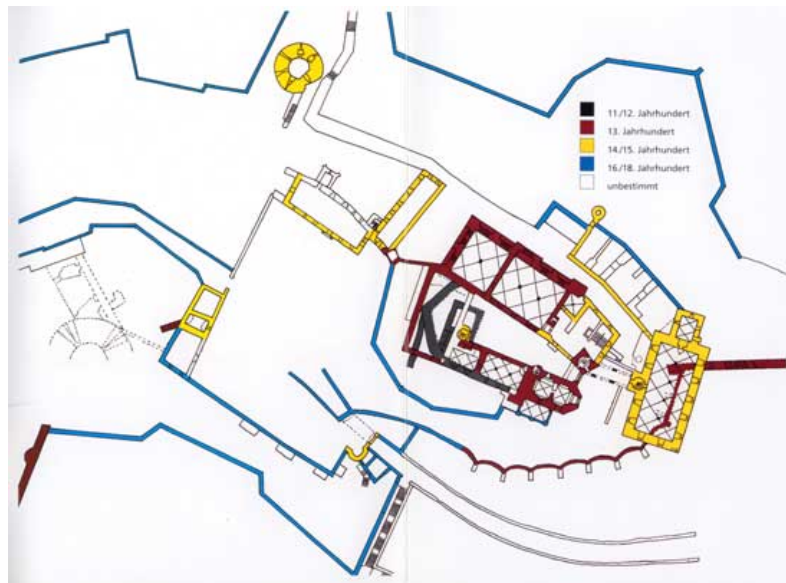 11./12. Jahrhundert
13. Jahrhundert
14./15. Jahrhundert
16./18. Jahrhundert
unbestimmt